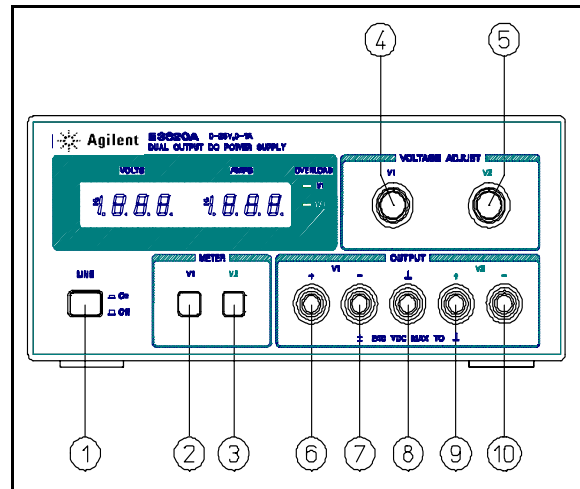 4 5
Agilent E3620A 0-25V,0-1A
DUAL OUTPUT DC POWER SUPPLY
VOLTS AMPS OVERLOAD
V1
V2
±1.8.8.8. ±1.8.8.8.
VOLTAGE ADJUST
V1 V2
LINE
On
Off
METER
V1 V2
OUTPUT
V1 V2
+ - ⊥ + -
± 240 VDC MAX TO ⊥
1 2 3 6 7 8 9 10